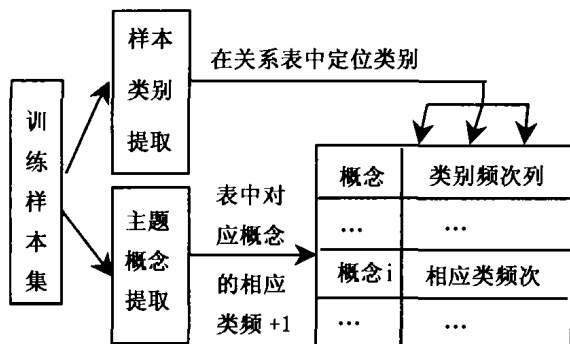 训
练
样
本
集
样本
类别
提取
在关系表中定位类别
主题
概念
提取
表中对
应概念
的相应
类频 +1
概念 类别频次列
… …
概念 i 相应类频次
… …